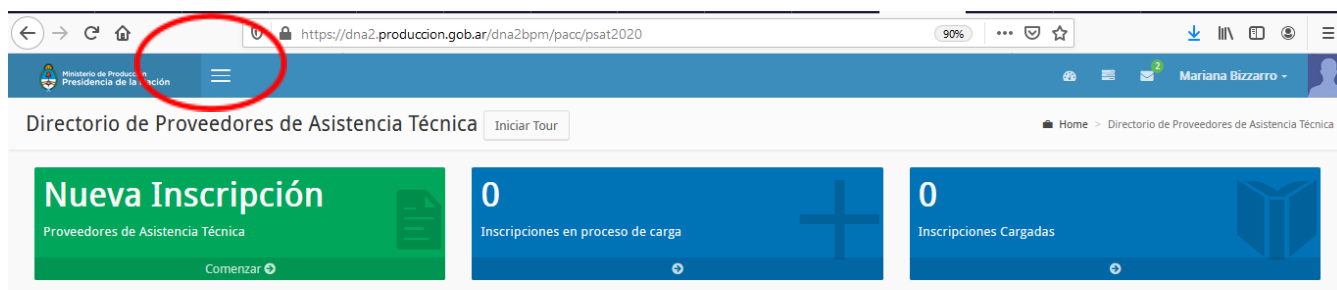 https://dna2.produccion.gob.ar/dna2bpm/pacc/psat2020
90%
Ministerio de Producción
Presidencia de la Nación
2
Mariana Bizzarro
Directorio de Proveedores de Asistencia Técnica
Iniciar Tour
Home > Directorio de Proveedores de Asistencia Técnica
Nueva Inscripción
Proveedores de Asistencia Técnica
Comenzar
0
Inscripciones en proceso de carga
0
Inscripciones Cargadas